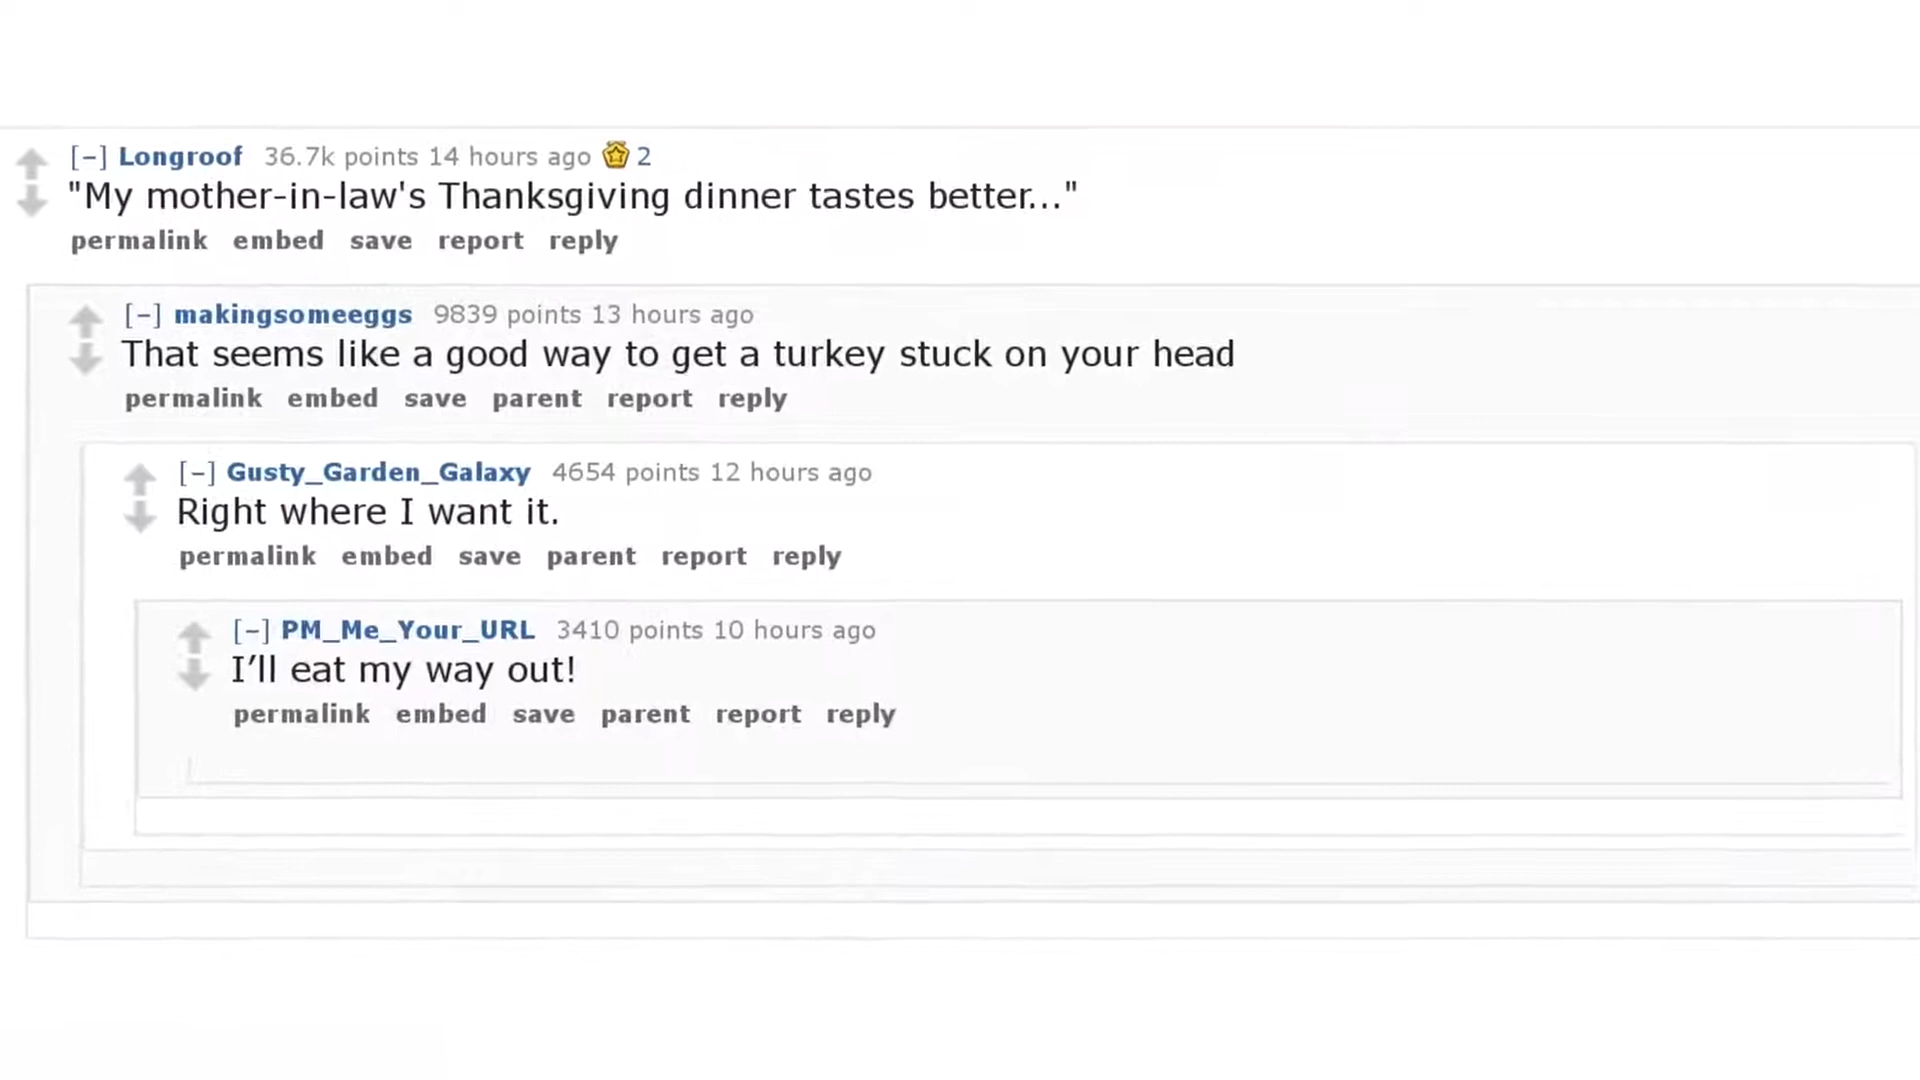 [–] Longroof 36.7k points 14 hours ago 2
"My mother-in-law's Thanksgiving dinner tastes better..."
permalink embed save report reply
[–] makingsomeeggs 9839 points 13 hours ago
That seems like a good way to get a turkey stuck on your head
permalink embed save parent report reply
[–] Gusty_Garden_Galaxy 4654 points 12 hours ago
Right where I want it.
permalink embed save parent report reply
[–] PM_Me_Your_URL 3410 points 10 hours ago
I’ll eat my way out!
permalink embed save parent report reply